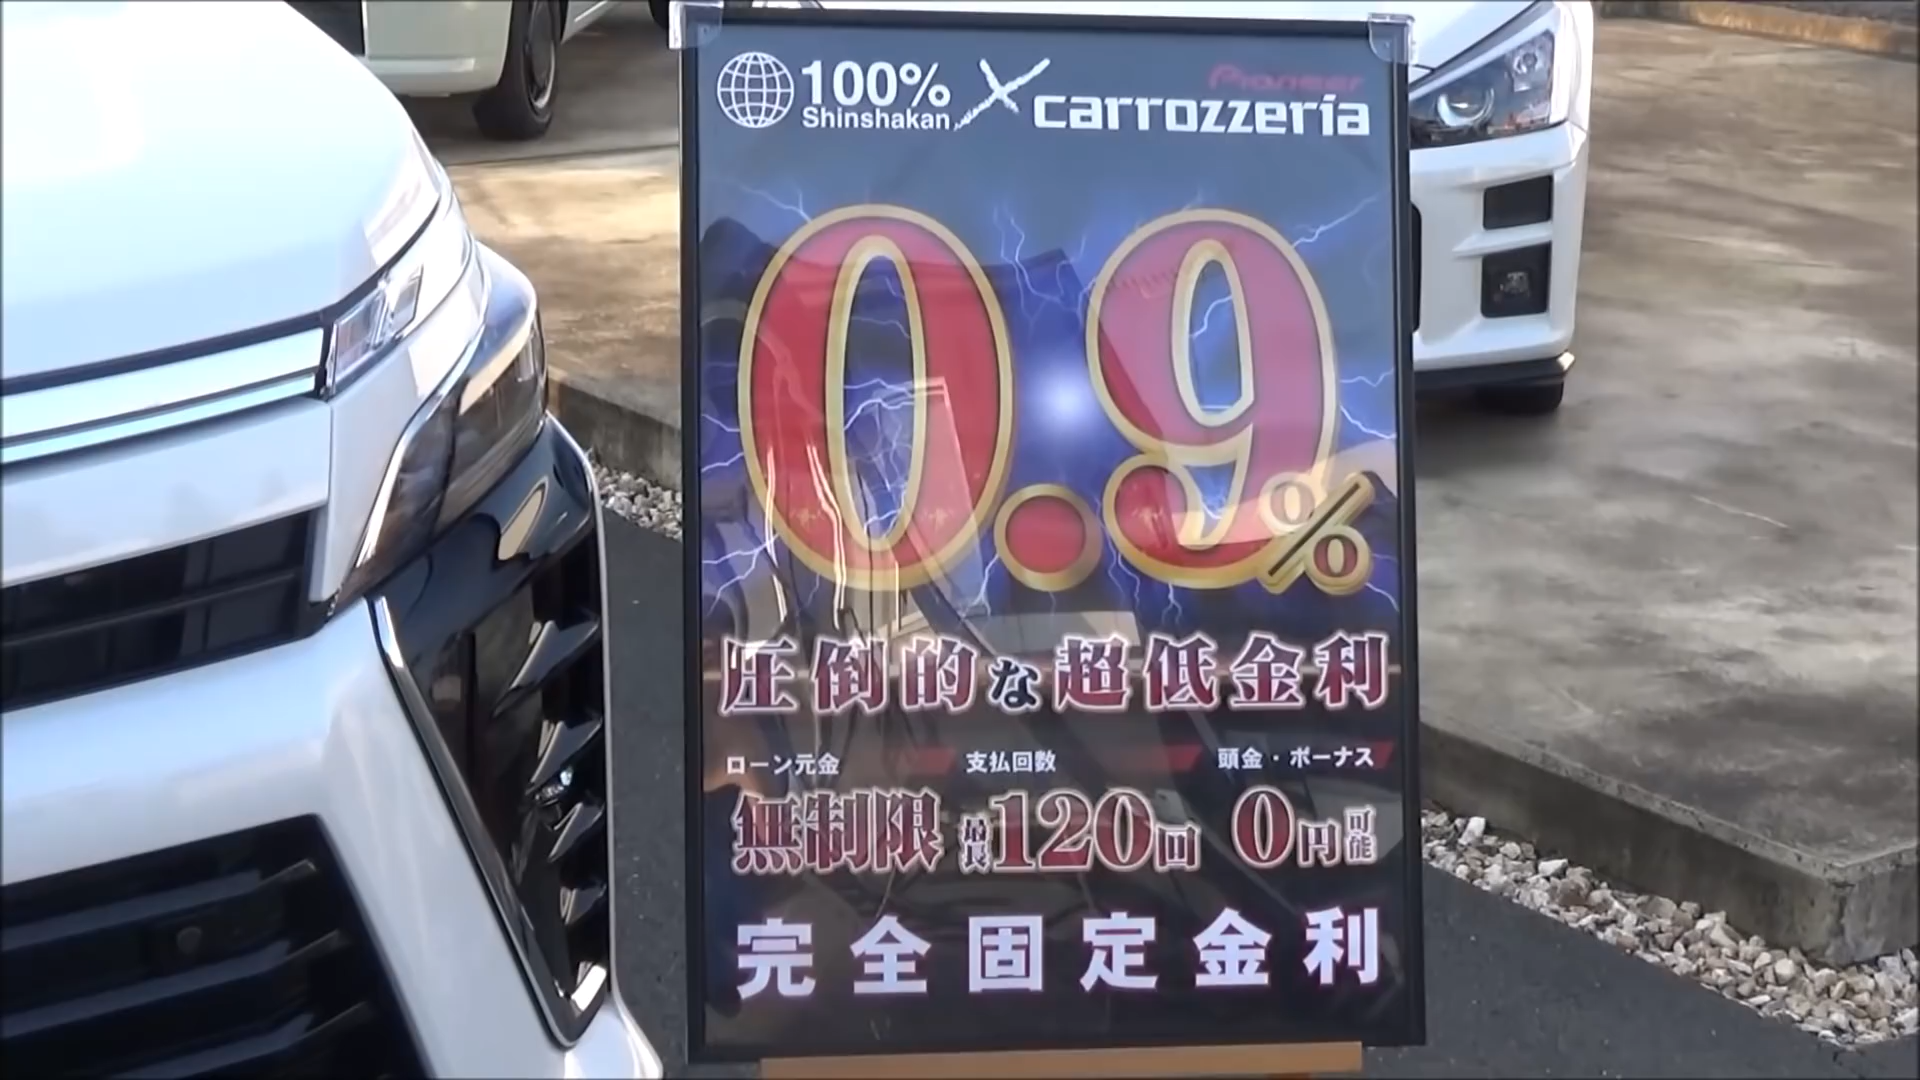 100% Shinshakan × Pioneer carrozzeria
0.9%
圧倒的な超低金利
ローン元金 支払回数 頭金・ボーナス
無制限 最長120回 0円可能
完全固定金利